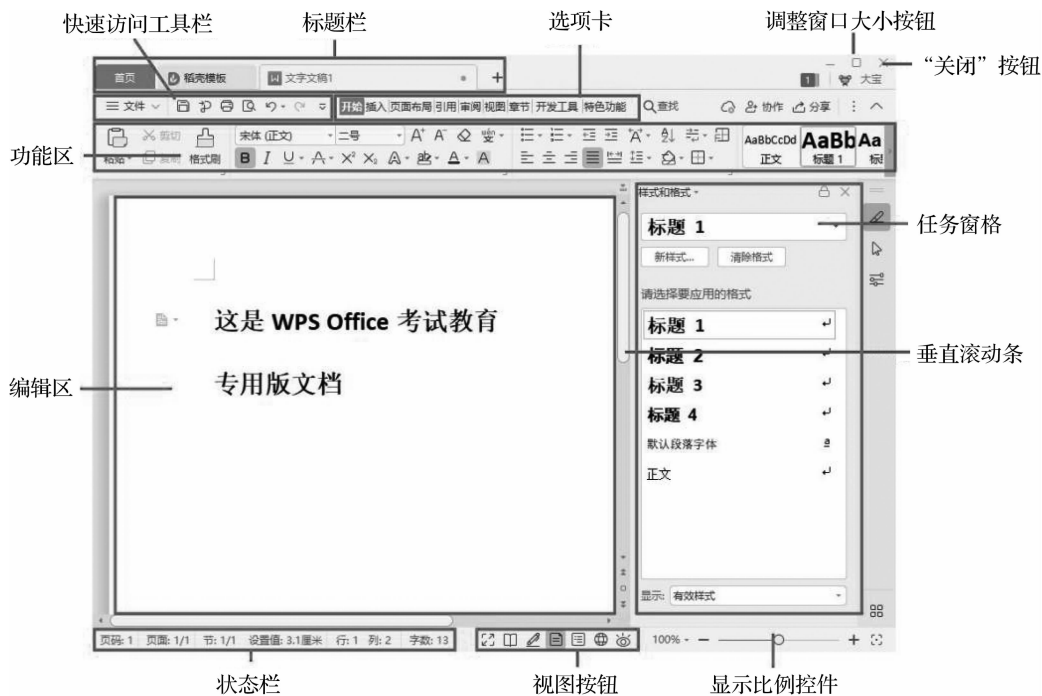 快速访问工具栏 标题栏 选项卡 调整窗口大小按钮
“关闭”按钮
首页 稻壳模板 W 文字文稿1 + 1 大宝
文件 开始 插入 页面布局 引用 审阅 视图 章节 开发工具 特色功能 查找 协作 分享
功能区
剪切 宋体 (正文) 二号 A⁺ A⁻ AaBbCcDd AaBb Aa
粘贴 复制 格式刷 B I U A X² X₂ A ab A A 正文 标题 1 标题
样式和格式
标题 1 任务窗格
新样式... 清除格式
请选择要应用的格式
这是 WPS Office 考试教育
专用版文档
编辑区
标题 1
标题 2 垂直滚动条
标题 3
标题 4
默认段落字体 a
正文
显示: 有效样式
页码: 1 页面: 1/1 节: 1/1 设置值: 3.1厘米 行: 1 列: 2 字数: 13 100%
状态栏 视图按钮 显示比例控件